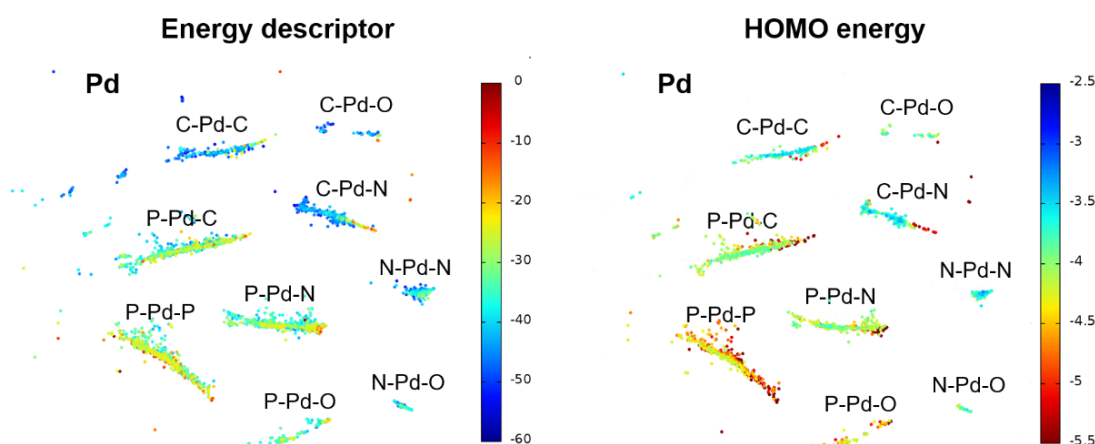 Energy descriptor
Pd
C-Pd-O
C-Pd-C
C-Pd-N
P-Pd-C
N-Pd-N
P-Pd-N
P-Pd-P
N-Pd-O
P-Pd-O
0
-10
-20
-30
-40
-50
-60
HOMO energy
Pd
C-Pd-O
C-Pd-C
C-Pd-N
P-Pd-C
N-Pd-N
P-Pd-N
P-Pd-P
N-Pd-O
P-Pd-O
-2.5
-3
-3.5
-4
-4.5
-5
-5.5